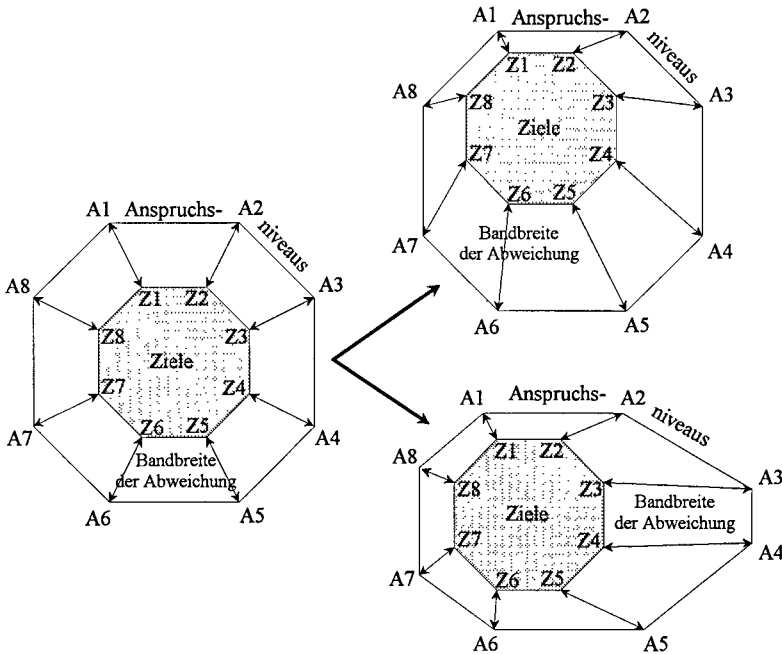 A1 Anspruchs- A2
niveaus
A8 A3
Z1 Z2
Z8 Z3
Ziele
Z7 Z4
Z6 Z5
A7 A4
Bandbreite
der Abweichung
A6 A5
A1 Anspruchs- A2
niveaus
Z1 Z2
A8 Z8 Z3 A3
Ziele
Z7 Z4
Z6 Z5
A7 Bandbreite A4
der Abweichung
A6 A5
A1 Anspruchs- A2
niveaus
Z1 Z2
A8 Z8 Z3 A3
Ziele Bandbreite
der Abweichung
Z7 Z4 A4
A7 Z6 Z5
A6 A5